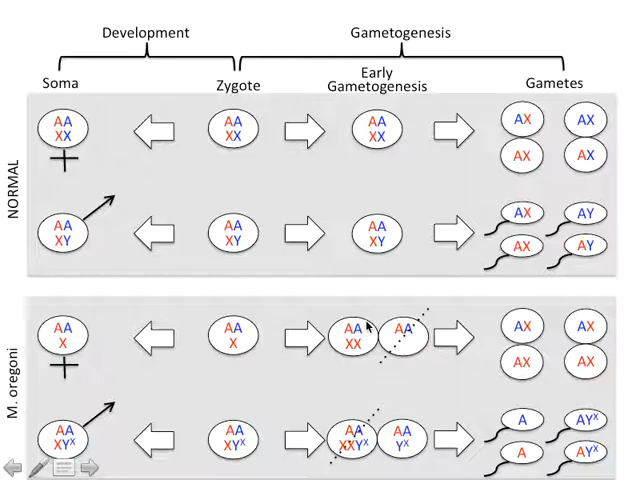 Development
Gametogenesis
Soma
Zygote
Early
Gametogenesis
Gametes
NORMAL
AA
XX
AA
XX
AA
XX
AX
AX
AX
AX
AA
XY
AA
XY
AA
XY
AX
AY
AX
AY
M. oregoni
AA
X
AA
X
AA
XX
AA
AX
AX
AX
AX
AA
XYˣ
AA
XYˣ
AA
XXYˣ
AA
Yˣ
A
AYˣ
A
AYˣ